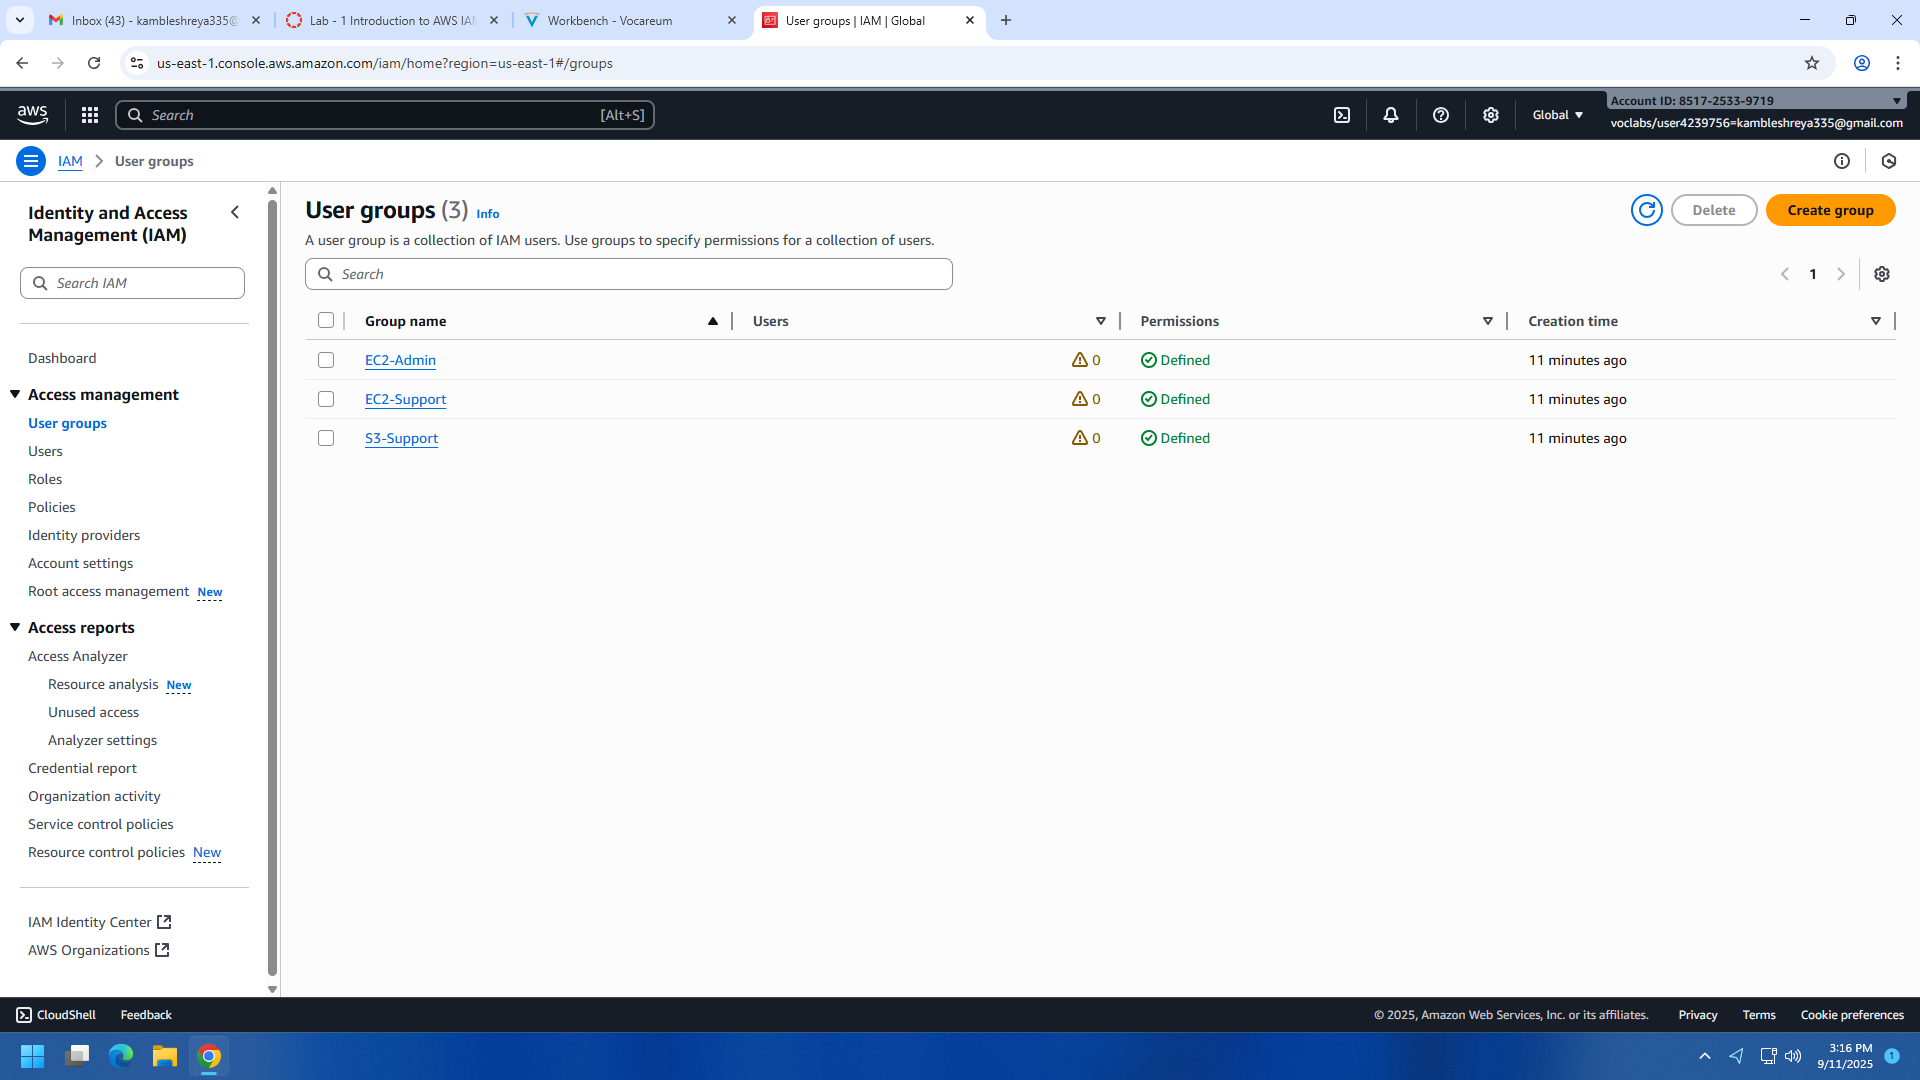 Inbox (43) - kambleshreya335@
Lab - 1 Introduction to AWS IAM
Workbench - Vocareum
User groups | IAM | Global
us-east-1.console.aws.amazon.com/iam/home?region=us-east-1#/groups
aws
Search
[Alt+S]
Global
Account ID: 8517-2533-9719
voclabs/user4239756=kambleshreya335@gmail.com
IAM
User groups
Identity and Access
Management (IAM)
Search IAM
Dashboard
Access management
User groups
Users
Roles
Policies
Identity providers
Account settings
Root access management New
Access reports
Access Analyzer
Resource analysis New
Unused access
Analyzer settings
Credential report
Organization activity
Service control policies
Resource control policies New
IAM Identity Center
AWS Organizations
User groups (3) Info
A user group is a collection of IAM users. Use groups to specify permissions for a collection of users.
Delete
Create group
Search
1
Group name Users Permissions Creation time
EC2-Admin 0 Defined 11 minutes ago
EC2-Support 0 Defined 11 minutes ago
S3-Support 0 Defined 11 minutes ago
CloudShell Feedback
© 2025, Amazon Web Services, Inc. or its affiliates. Privacy Terms Cookie preferences
3:16 PM
9/11/2025
1